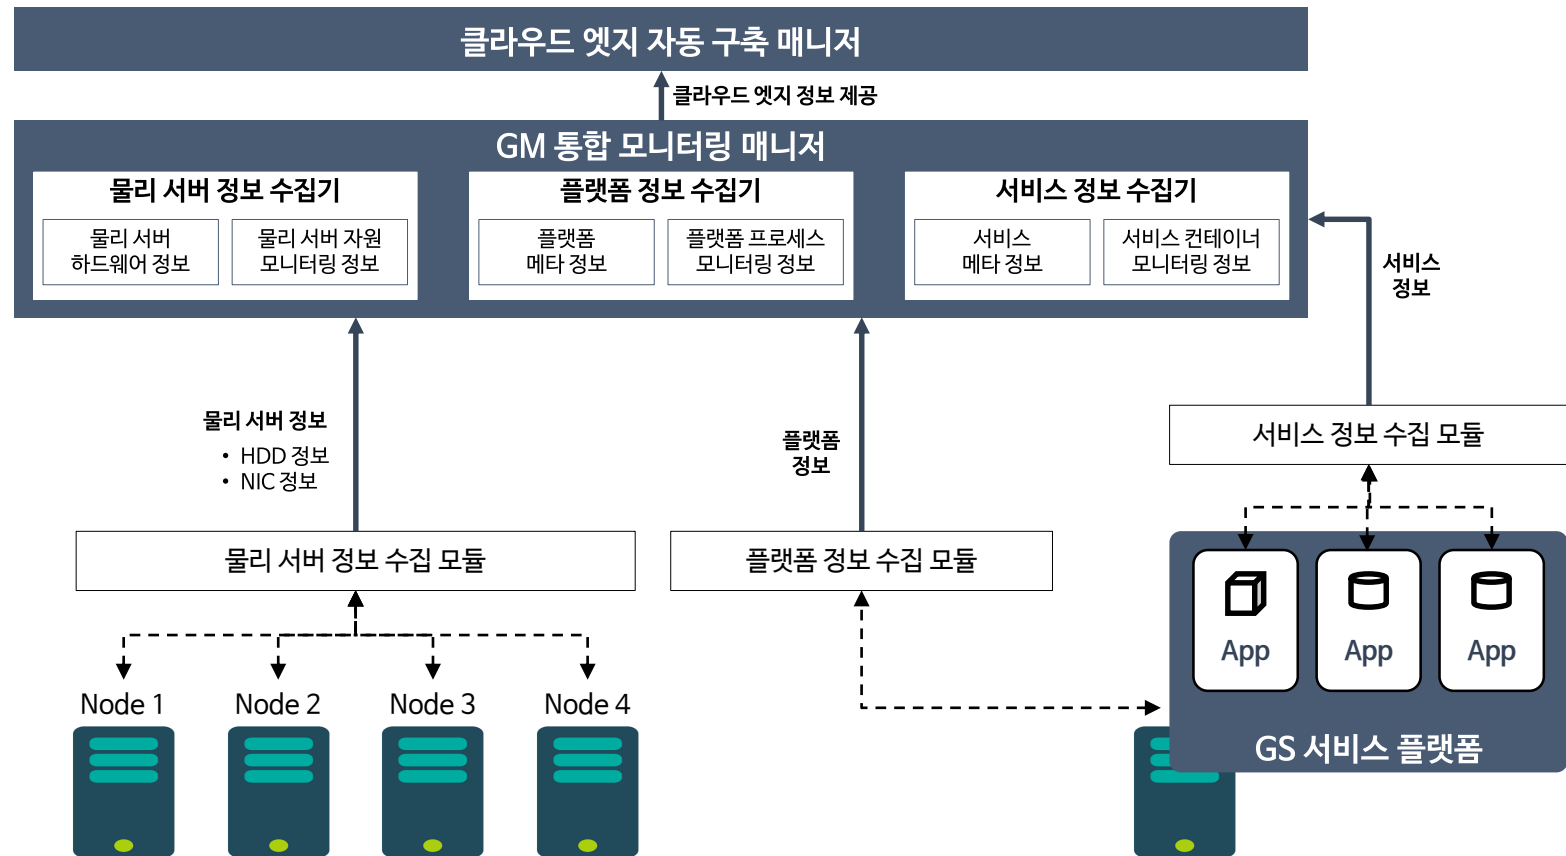 클라우드 엣지 자동 구축 매니저
클라우드 엣지 정보 제공
GM 통합 모니터링 매니저
물리 서버 정보 수집기
물리 서버
하드웨어 정보
물리 서버 자원
모니터링 정보
플랫폼 정보 수집기
플랫폼
메타 정보
플랫폼 프로세스
모니터링 정보
서비스 정보 수집기
서비스
메타 정보
서비스 컨테이너
모니터링 정보
서비스
정보
물리 서버 정보
• HDD 정보
• NIC 정보
플랫폼
정보
서비스 정보 수집 모듈
물리 서버 정보 수집 모듈
플랫폼 정보 수집 모듈
App
App
App
Node 1
Node 2
Node 3
Node 4
GS 서비스 플랫폼